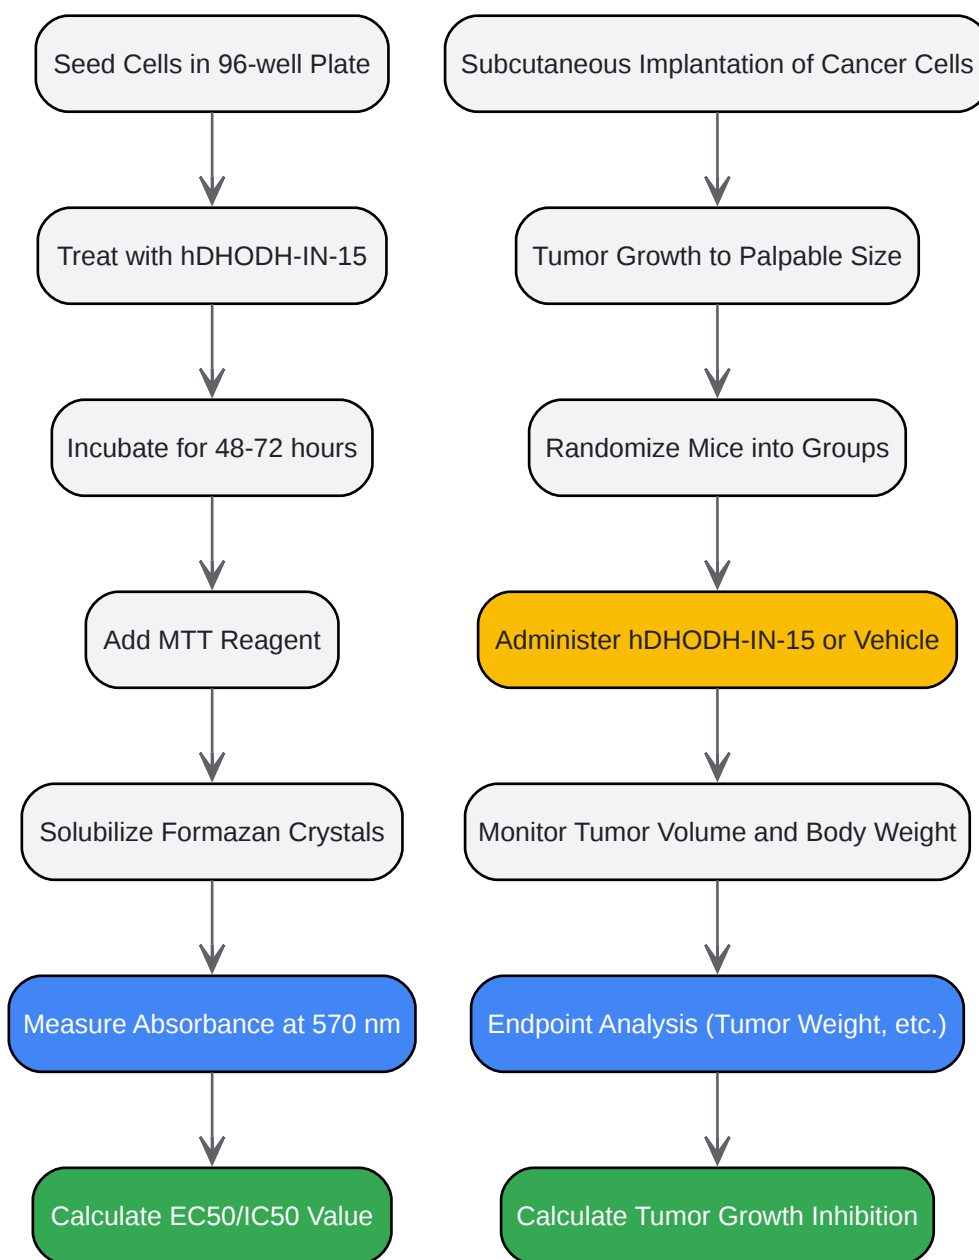 Seed Cells in 96-well Plate
Treat with hDHODH-IN-15
Incubate for 48-72 hours
Add MTT Reagent
Solubilize Formazan Crystals
Measure Absorbance at 570 nm
Calculate EC50/IC50 Value
Subcutaneous Implantation of Cancer Cells
Tumor Growth to Palpable Size
Randomize Mice into Groups
Administer hDHODH-IN-15 or Vehicle
Monitor Tumor Volume and Body Weight
Endpoint Analysis (Tumor Weight, etc.)
Calculate Tumor Growth Inhibition